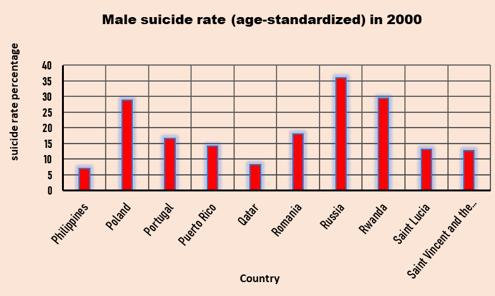 Male suicide rate (age-standardized) in 2000
suicide rate percentage
40
35
30
25
20
15
10
5
0
Philippines
Poland
Portugal
Puerto Rico
Qatar
Romania
Russia
Rwanda
Saint Lucia
Saint Vincent and the...
Country